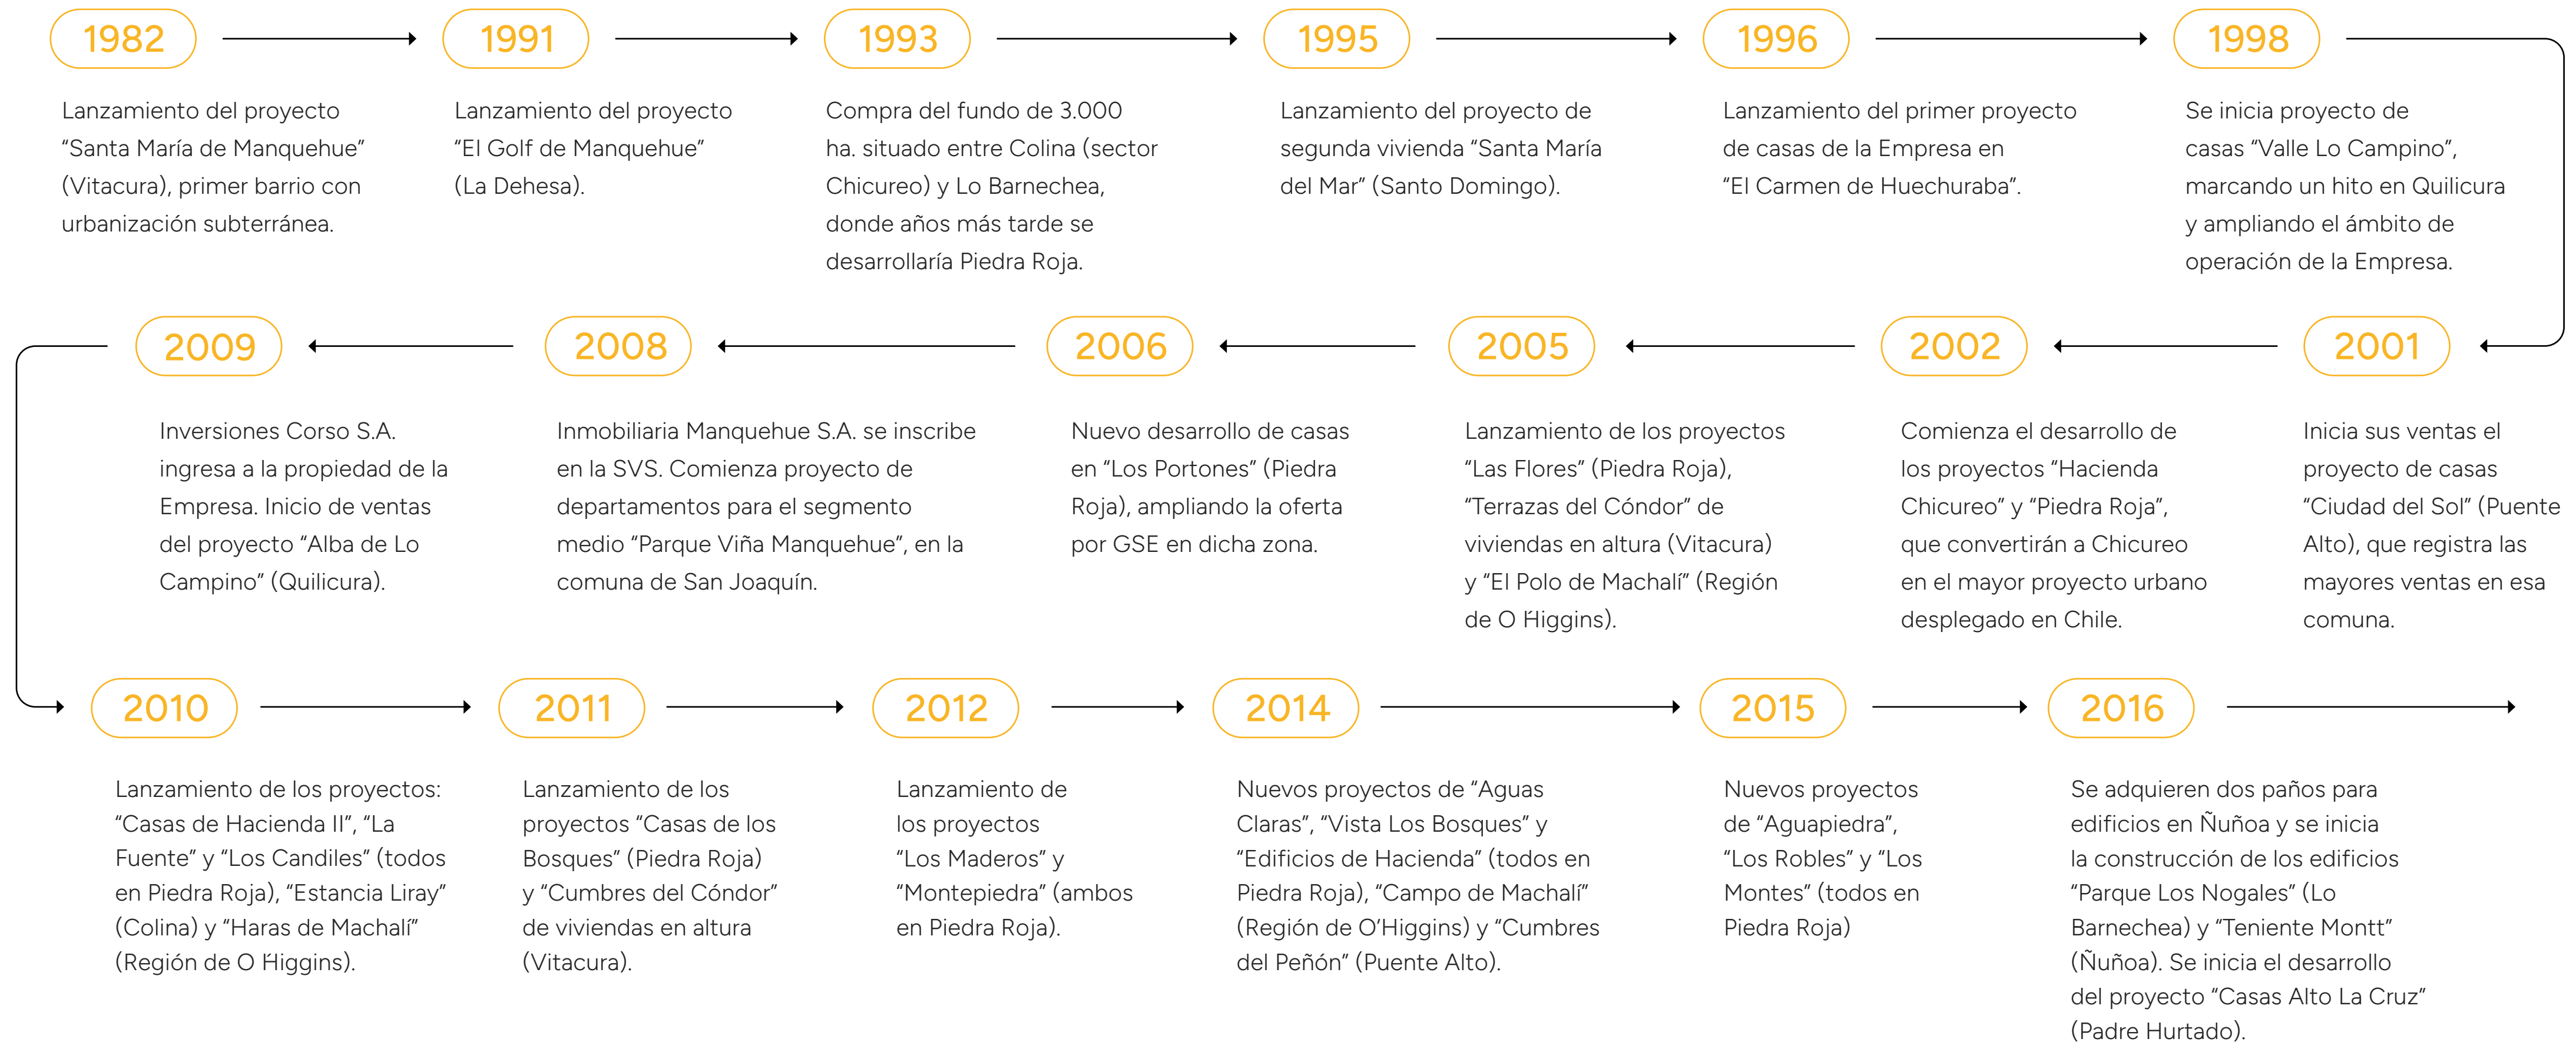 1982
Lanzamiento del proyecto
“Santa María de Manquehue”
(Vitacura), primer barrio con
urbanización subterránea.
1991
Lanzamiento del proyecto
“El Golf de Manquehue”
(La Dehesa).
1993
Compra del fundo de 3.000
ha. situado entre Colina (sector
Chicureo) y Lo Barnechea,
donde años más tarde se
desarrollaría Piedra Roja.
1995
Lanzamiento del proyecto de
segunda vivienda “Santa María
del Mar” (Santo Domingo).
1996
Lanzamiento del primer proyecto
de casas de la Empresa en
“El Carmen de Huechuraba”.
1998
Se inicia proyecto de
casas “Valle Lo Campino”,
marcando un hito en Quilicura
y ampliando el ámbito de
operación de la Empresa.
2001
Inicia sus ventas el
proyecto de casas
“Ciudad del Sol” (Puente
Alto), que registra las
mayores ventas en esa
comuna.
2002
Comienza el desarrollo de
los proyectos “Hacienda
Chicureo” y “Piedra Roja”,
que convertirán a Chicureo
en el mayor proyecto urbano
desplegado en Chile.
2005
Lanzamiento de los proyectos
“Las Flores” (Piedra Roja),
“Terrazas del Cóndor” de
viviendas en altura (Vitacura)
y “El Polo de Machalí” (Región
de O ́Higgins).
2006
Nuevo desarrollo de casas
en “Los Portones” (Piedra
Roja), ampliando la oferta
por GSE en dicha zona.
2008
Inmobiliaria Manquehue S.A. se inscribe
en la SVS. Comienza proyecto de
departamentos para el segmento
medio “Parque Viña Manquehue”, en la
comuna de San Joaquín.
2009
Inversiones Corso S.A.
ingresa a la propiedad de la
Empresa. Inicio de ventas
del proyecto “Alba de Lo
Campino” (Quilicura).
2010
Lanzamiento de los proyectos:
“Casas de Hacienda II”, “La
Fuente” y “Los Candiles” (todos
en Piedra Roja), “Estancia Liray”
(Colina) y “Haras de Machalí”
(Región de O Higgins).
2011
Lanzamiento de los
proyectos “Casas de los
Bosques” (Piedra Roja)
y “Cumbres del Cóndor”
de viviendas en altura
(Vitacura).
2012
Lanzamiento de
los proyectos
“Los Maderos” y
“Montepiedra” (ambos
en Piedra Roja).
2014
Nuevos proyectos de “Aguas
Claras”, “Vista Los Bosques” y
“Edificios de Hacienda” (todos en
Piedra Roja), “Campo de Machalí”
(Región de O’Higgins) y “Cumbres
del Peñón” (Puente Alto).
2015
Nuevos proyectos
de “Aguapiedra”,
“Los Robles” y “Los
Montes” (todos en
Piedra Roja)
2016
Se adquieren dos paños para
edificios en Ñuñoa y se inicia
la construcción de los edificios
“Parque Los Nogales” (Lo
Barnechea) y “Teniente Montt”
(Ñuñoa). Se inicia el desarrollo
del proyecto “Casas Alto La Cruz”
(Padre Hurtado).